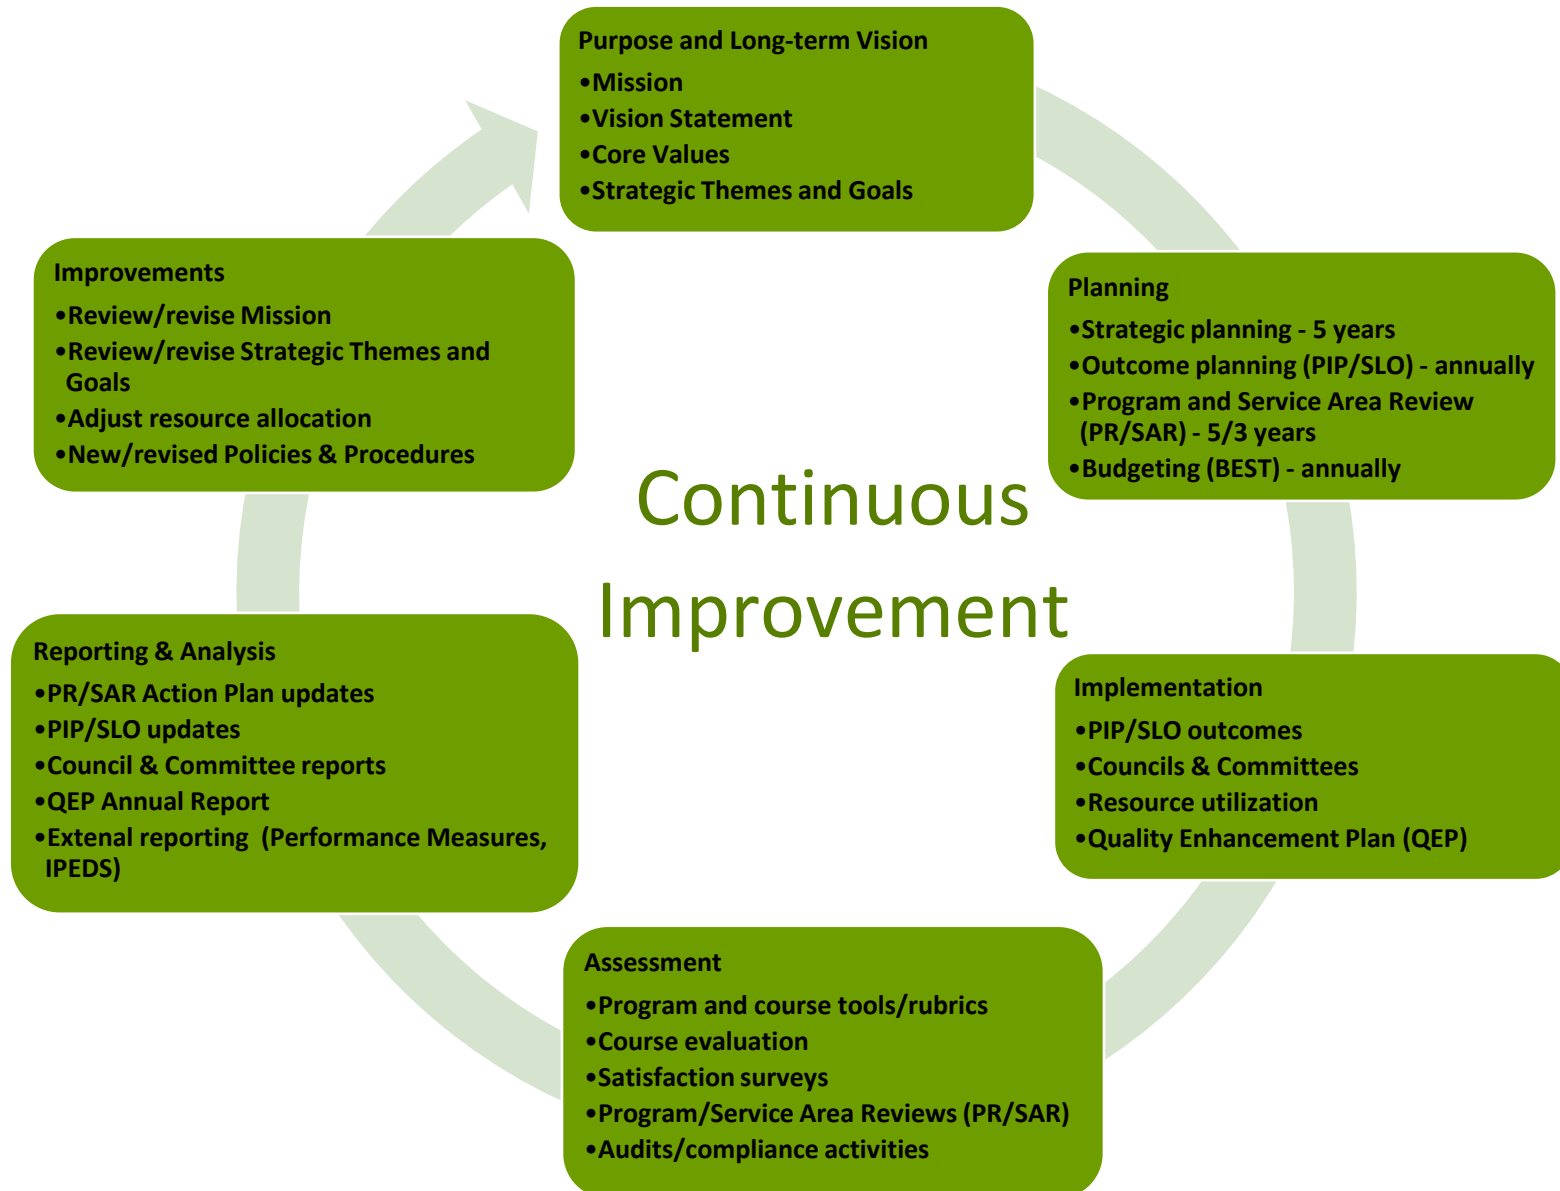 Purpose and Long-term Vision
•Mission
•Vision Statement
•Core Values
•Strategic Themes and Goals
Planning
•Strategic planning - 5 years
•Outcome planning (PIP/SLO) - annually
•Program and Service Area Review
(PR/SAR) - 5/3 years
•Budgeting (BEST) - annually
Implementation
•PIP/SLO outcomes
•Councils & Committees
•Resource utilization
•Quality Enhancement Plan (QEP)
Assessment
•Program and course tools/rubrics
•Course evaluation
•Satisfaction surveys
•Program/Service Area Reviews (PR/SAR)
•Audits/compliance activities
Reporting & Analysis
•PR/SAR Action Plan updates
•PIP/SLO updates
•Council & Committee reports
•QEP Annual Report
•Extenal reporting  (Performance Measures,
IPEDS)
Improvements
•Review/revise Mission
•Review/revise Strategic Themes and
Goals
•Adjust resource allocation
•New/revised Policies & Procedures
Continuous
Improvement